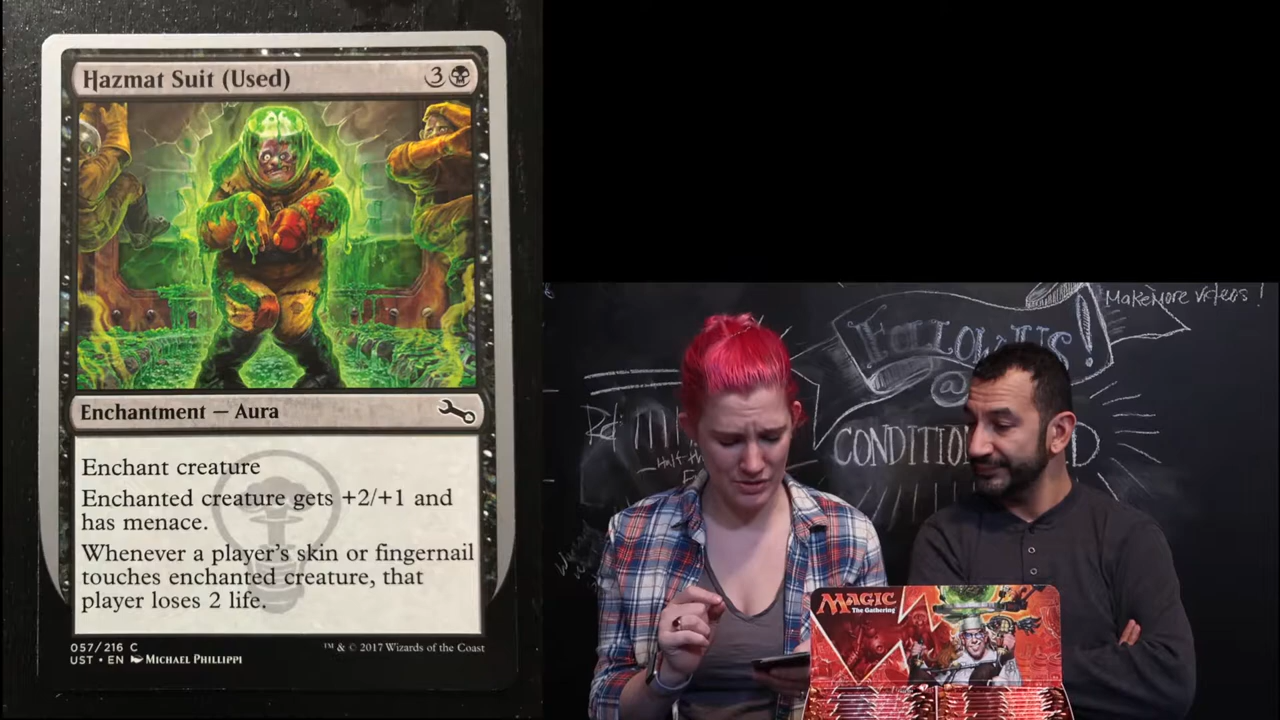 Hazmat Suit (Used)
3
Enchantment — Aura
Enchant creature
Enchanted creature gets +2/+1 and
has menace.
Whenever a player's skin or fingernail
touches enchanted creature, that
player loses 2 life.
057/216 C
™ & © 2017 Wizards of the Coast
UST • EN Michael Phillippi
Make More Videos !
Follow Us!
@
CONDITION
MAGIC
The Gathering